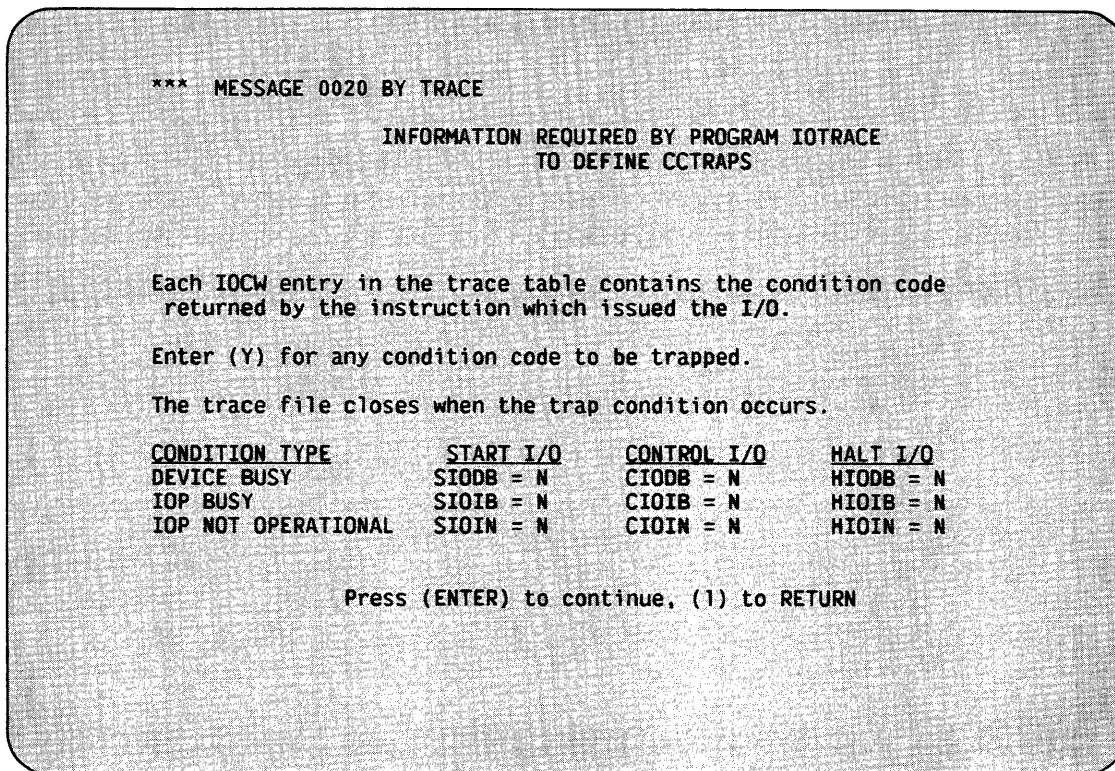 *** MESSAGE 0020 BY TRACE
INFORMATION REQUIRED BY PROGRAM IOTRACE
TO DEFINE CCTRAPS
Each IOCW entry in the trace table contains the condition code
returned by the instruction which issued the I/O.
Enter (Y) for any condition code to be trapped.
The trace file closes when the trap condition occurs.
CONDITION TYPE START I/O CONTROL I/O HALT I/O
DEVICE BUSY SIODB = N CIODB = N HIODB = N
IOP BUSY SIOIB = N CIOIB = N HIOIB = N
IOP NOT OPERATIONAL SIOIN = N CIOIN = N HIOIN = N
Press (ENTER) to continue, (1) to RETURN